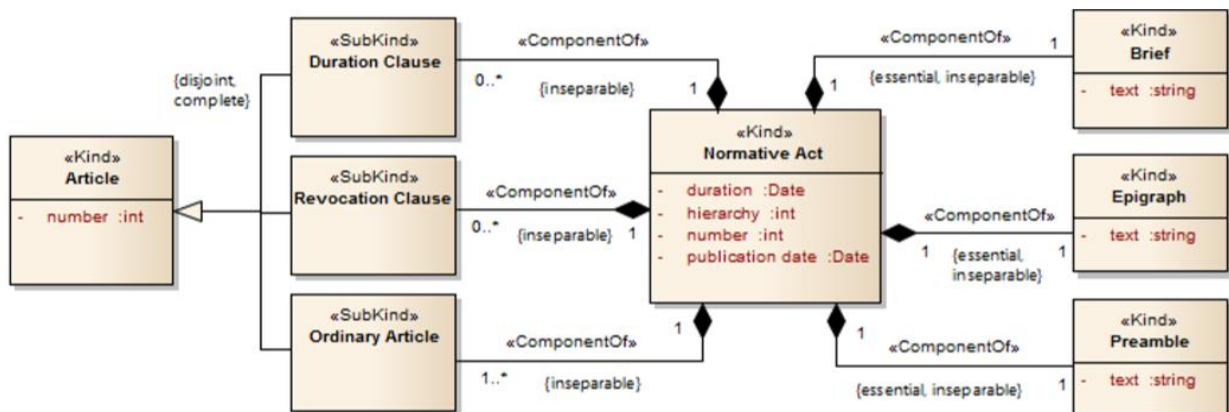 {disjoint,
complete}
«Kind»
Article
- number :int
«SubKind»
Duration Clause
«SubKind»
Revocation Clause
«SubKind»
Ordinary Article
«ComponentOf»
0..*
{inseparable}
1
«ComponentOf»
0..*
{inseparable}
1
«ComponentOf»
1..*
{inseparable}
1
«Kind»
Normative Act
- duration :Date
- hierarchy :int
- number :int
- publication date :Date
«ComponentOf»
1
{essential, inseparable}
1
«ComponentOf»
1
{essential,
inseparable}
1
1
«ComponentOf»
{essential, inseparable}
1
«Kind»
Brief
- text :string
«Kind»
Epigraph
- text :string
«Kind»
Preamble
- text :string